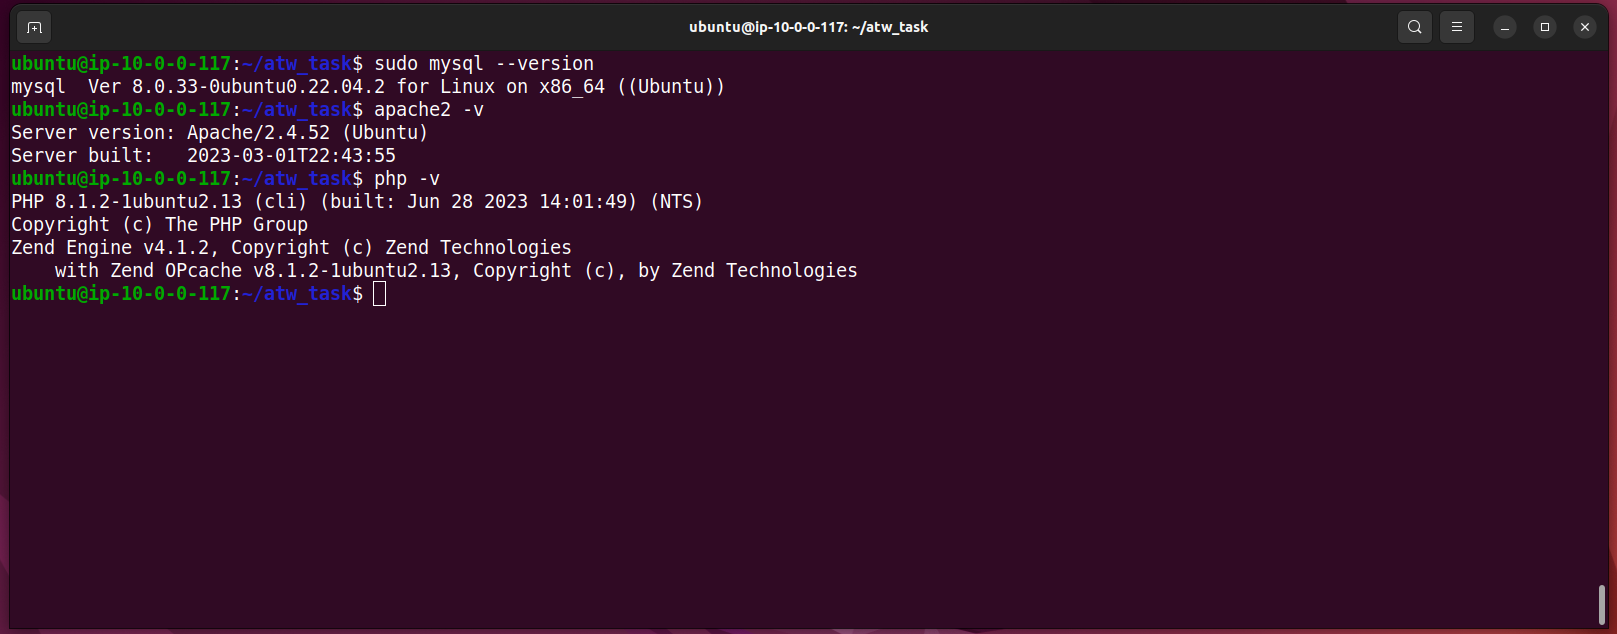 ubuntu@ip-10-0-0-117: ~/atw_task
ubuntu@ip-10-0-0-117:~/atw_task$ sudo mysql --version
mysql  Ver 8.0.33-0ubuntu0.22.04.2 for Linux on x86_64 ((Ubuntu))
ubuntu@ip-10-0-0-117:~/atw_task$ apache2 -v
Server version: Apache/2.4.52 (Ubuntu)
Server built:   2023-03-01T22:43:55
ubuntu@ip-10-0-0-117:~/atw_task$ php -v
PHP 8.1.2-1ubuntu2.13 (cli) (built: Jun 28 2023 14:01:49) (NTS)
Copyright (c) The PHP Group
Zend Engine v4.1.2, Copyright (c) Zend Technologies
    with Zend OPcache v8.1.2-1ubuntu2.13, Copyright (c), by Zend Technologies
ubuntu@ip-10-0-0-117:~/atw_task$